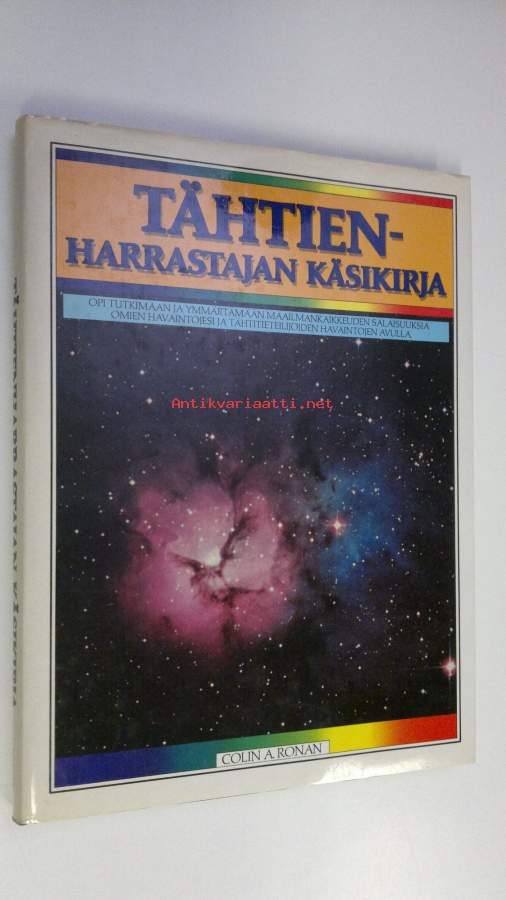 TÄHTIEN-
HARRASTAJAN KÄSIKIRJA
OPI TUTKIMAAN JA YMMÄRTÄMÄÄN MAAILMANKAIKKEUDEN SALAISUUKSIA
OMIEN HAVAINTOJESI JA TÄHTITIETEILIJÖIDEN HAVAINTOJEN AVULLA.
Antikvariaatti.net
COLIN A. RONAN